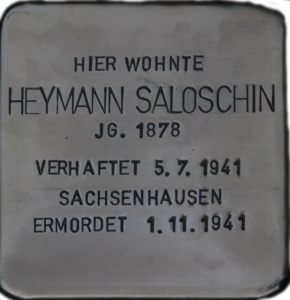 HIER WOHNTE
HEYMANN SALOSCHIN
JG. 1878
VERHAFTET 5.7.1941
SACHSENHAUSEN
ERMORDET 1.11.1941